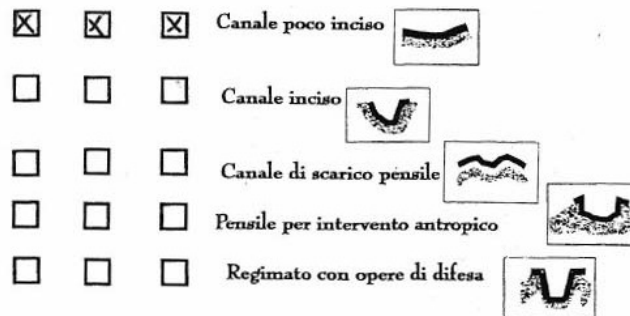 Canale poco inciso
Canale inciso
Canale di scarico pensile
Pensile per intervento antropico
Regimato con opere di difesa